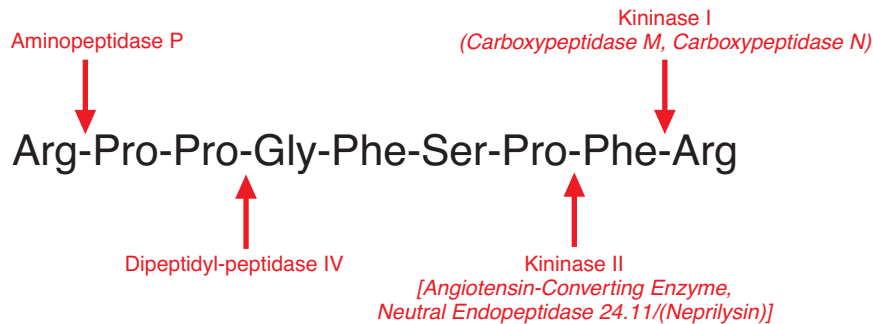 Kininase I
Aminopeptidase P
(Carboxypeptidase M, Carboxypeptidase N)
Arg-Pro-Pro-Gly-Phe-Ser-Pro-Phe-Arg
Dipeptidyl-peptidase IV
Kininase II
[Angiotensin-Converting Enzyme,
Neutral Endopeptidase 24.11/(Neprilysin)]